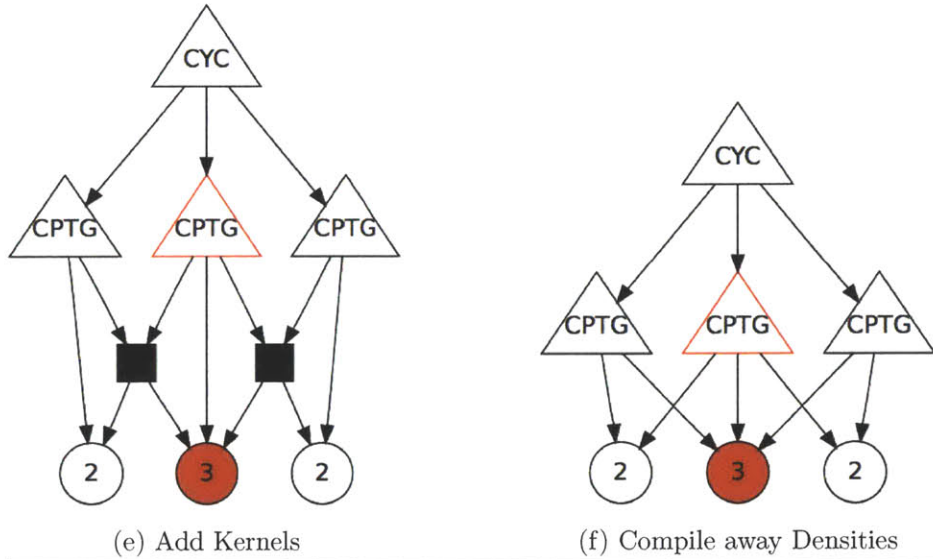 CYC
CPTG CPTG CPTG
2 3 2
(e) Add Kernels
CYC
CPTG CPTG CPTG
2 3 2
(f) Compile away Densities